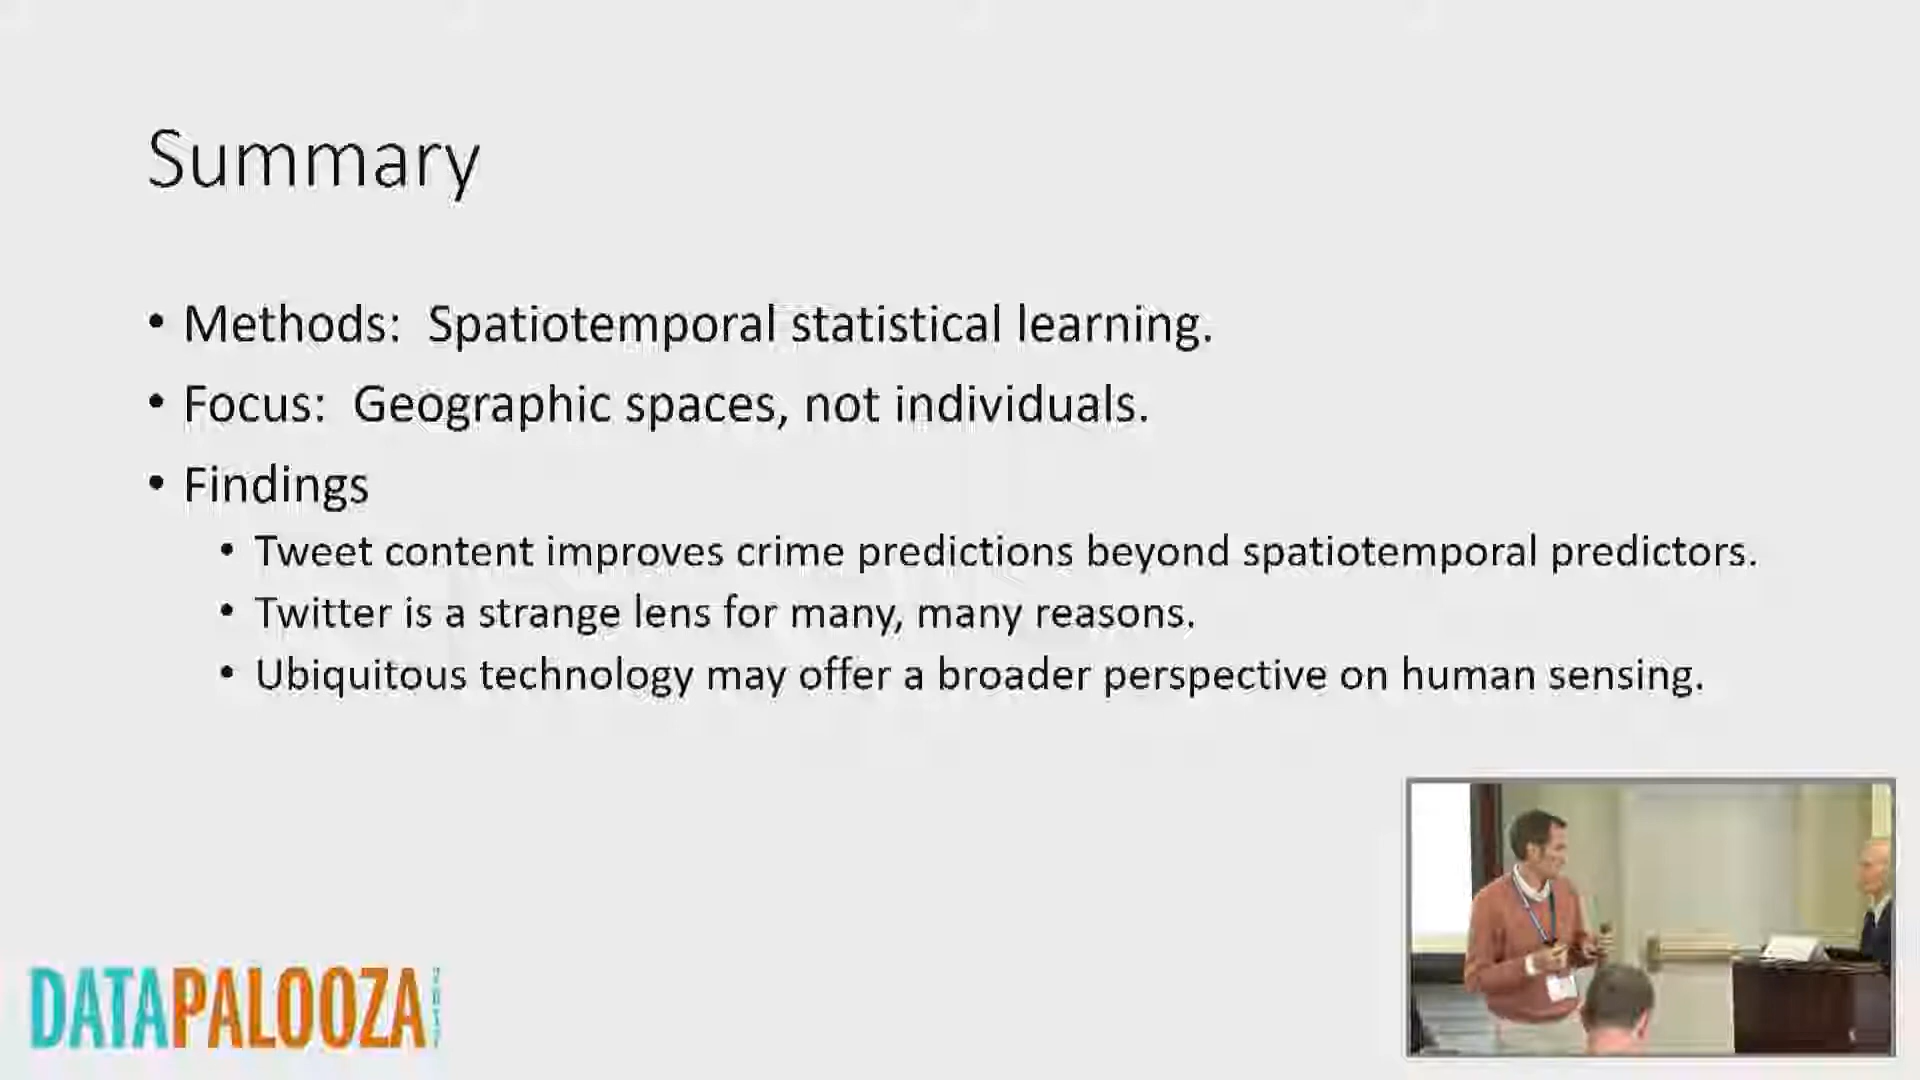 Summary
• Methods:  Spatiotemporal statistical learning.
• Focus:  Geographic spaces, not individuals.
• Findings
• Tweet content improves crime predictions beyond spatiotemporal predictors.
• Twitter is a strange lens for many, many reasons.
• Ubiquitous technology may offer a broader perspective on human sensing.
DATAPALOOZA